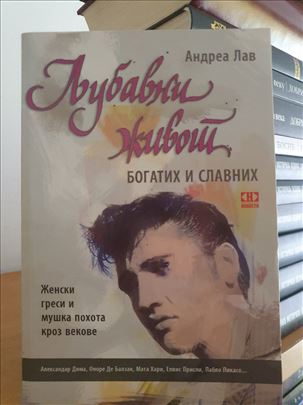 Андреа Лав
Љубавни
живот
БОГАТИХ И СЛАВНИХ
Н
НОВОСТИ
Женски
греси и
мушка похота
кроз векове
Александар Дима, Оноре Де Балзак, Мата Хари, Елвис Присли, Пабло Пикасо...